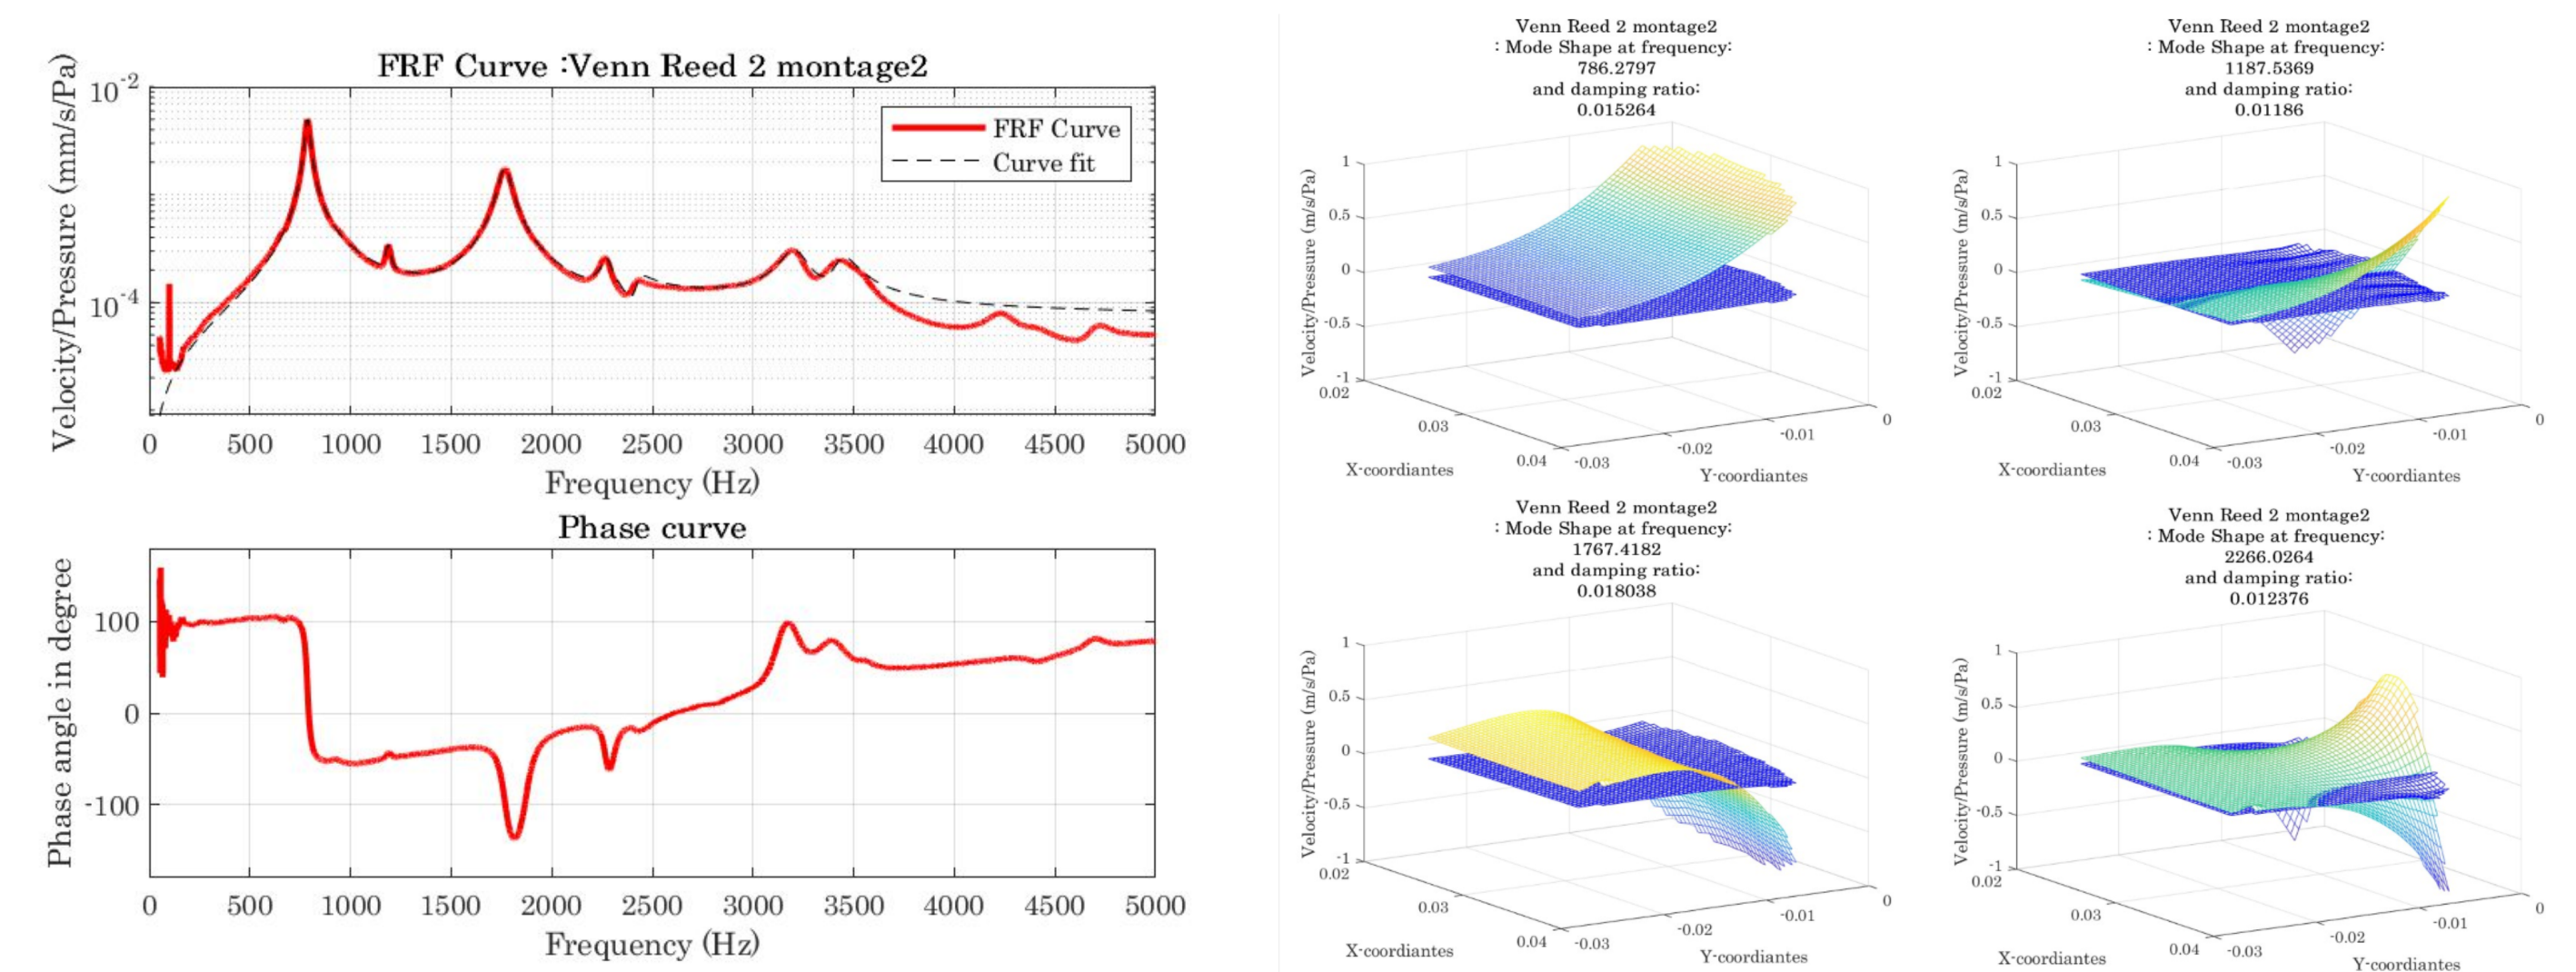 FRF Curve :Venn Reed 2 montage2
Velocity/Pressure (mm/s/Pa)
10-2
10-4
FRF Curve
Curve fit
0 500 1000 1500 2000 2500 3000 3500 4000 4500 5000
Frequency (Hz)
Phase curve
Phase angle in degree
100
0
-100
0 500 1000 1500 2000 2500 3000 3500 4000 4500 5000
Frequency (Hz)
Venn Reed 2 montage2
: Mode Shape at frequency:
786.2797
and damping ratio:
0.015264
Velocity/Pressure (m/s/Pa)
1
0.5
0
-0.5
-1
0.02
0.03
0.04
-0.03
-0.02
-0.01
0
X-coordiantes
Y-coordiantes
Venn Reed 2 montage2
: Mode Shape at frequency:
1187.5369
and damping ratio:
0.01186
Velocity/Pressure (m/s/Pa)
1
0.5
0
-0.5
-1
0.02
0.03
0.04
-0.03
-0.02
-0.01
0
X-coordiantes
Y-coordiantes
Venn Reed 2 montage2
: Mode Shape at frequency:
1767.4182
and damping ratio:
0.018038
Velocity/Pressure (m/s/Pa)
1
0.5
0
-0.5
-1
0.02
0.03
0.04
-0.03
-0.02
-0.01
0
X-coordiantes
Y-coordiantes
Venn Reed 2 montage2
: Mode Shape at frequency:
2266.0264
and damping ratio:
0.012376
Velocity/Pressure (m/s/Pa)
1
0.5
0
-0.5
-1
0.02
0.03
0.04
-0.03
-0.02
-0.01
0
X-coordiantes
Y-coordiantes